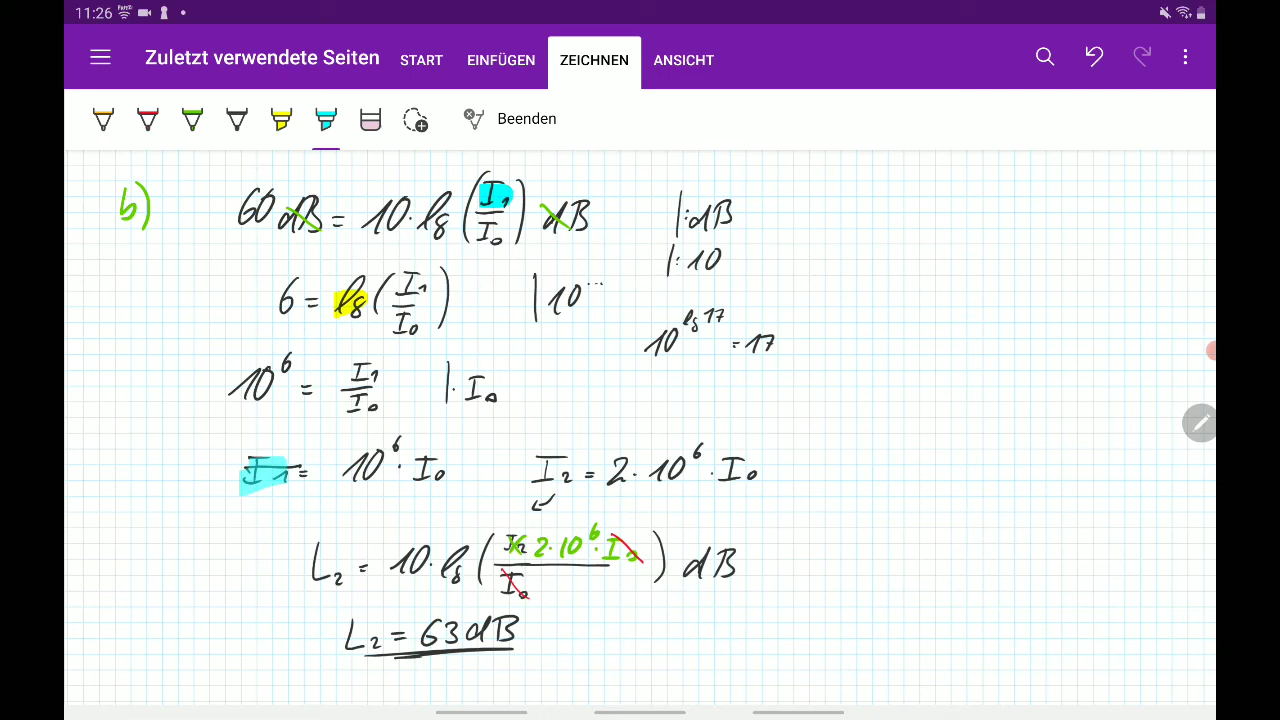 11:26
Zuletzt verwendete Seiten START EINFÜGEN ZEICHNEN ANSICHT
Beenden
b) 60 dB = 10 · lg (I₁/I₀) dB |:dB
|:10
6 = lg (I₁/I₀) |10^...
10^lg 17 = 17
10^6 = I₁/I₀ |· I₀
I₁ = 10^6 · I₀ I₂ = 2 · 10^6 · I₀
L₂ = 10 · lg (I₂ 2 · 10^6 · I₀ / I₀) dB
L₂ = 63 dB